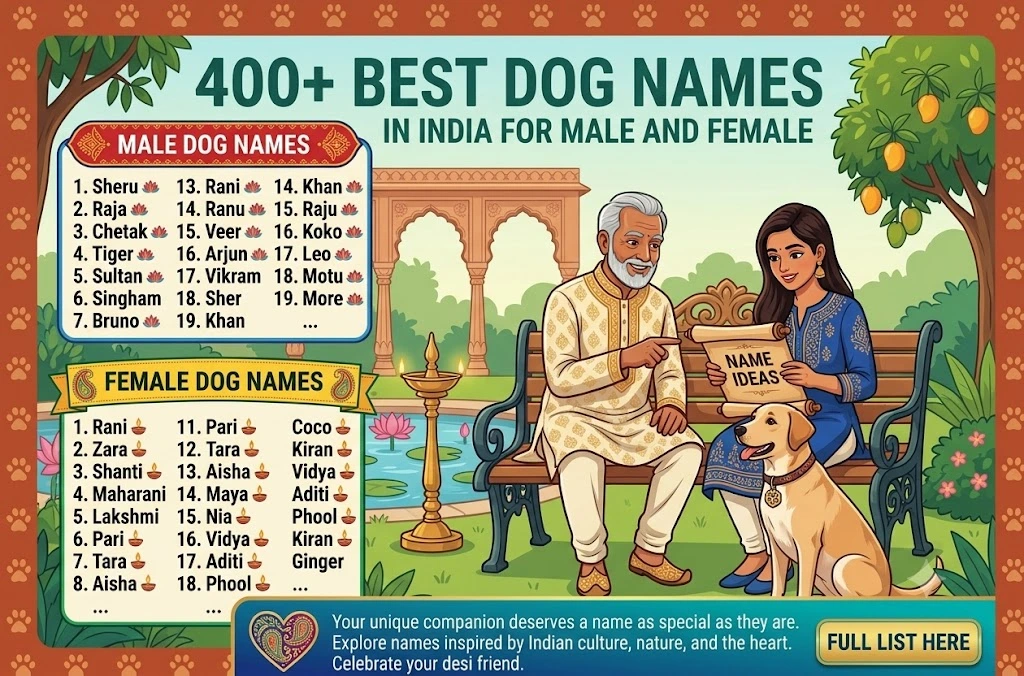 400+ BEST DOG NAMES
IN INDIA FOR MALE AND FEMALE
MALE DOG NAMES
1. Sheru
2. Raja
3. Chetak
4. Tiger
5. Sultan
6. Singham
7. Bruno
13. Rani
14. Ranu
15. Veer
16. Arjun
17. Vikram
18. Sher
19. Khan
14. Khan
15. Raju
16. Koko
17. Leo
18. Motu
19. More
...
FEMALE DOG NAMES
1. Rani
2. Zara
3. Shanti
4. Maharani
5. Lakshmi
6. Pari
7. Tara
8. Aisha
...
11. Pari
12. Tara
13. Aisha
14. Maya
15. Nia
16. Vidya
17. Aditi
18. Phool
...
Coco
Kiran
Vidya
Aditi
Phool
Kiran
Ginger
...
NAME
IDEAS
Your unique companion deserves a name as special as they are.
Explore names inspired by Indian culture, nature, and the heart.
Celebrate your desi friend.
FULL LIST HERE